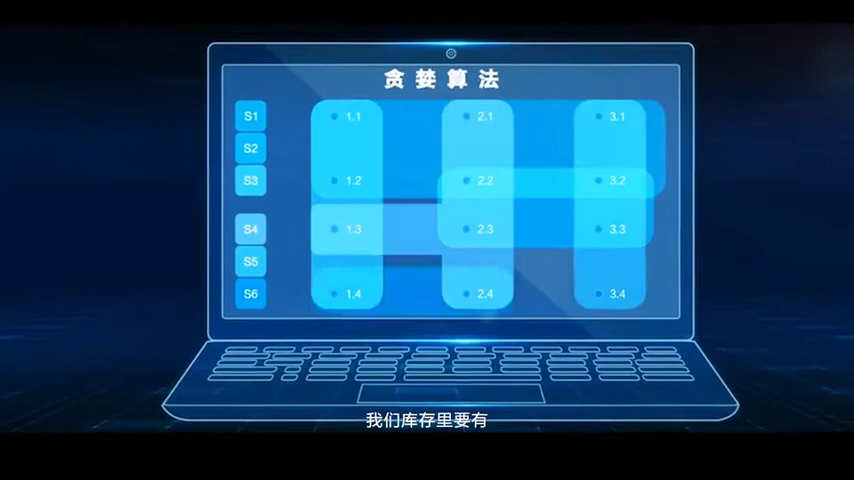 贪婪算法
S1 1.1 2.1 3.1
S2
S3 1.2 2.2 3.2
S4 1.3 2.3 3.3
S5
S6 1.4 2.4 3.4
我们库存里要有